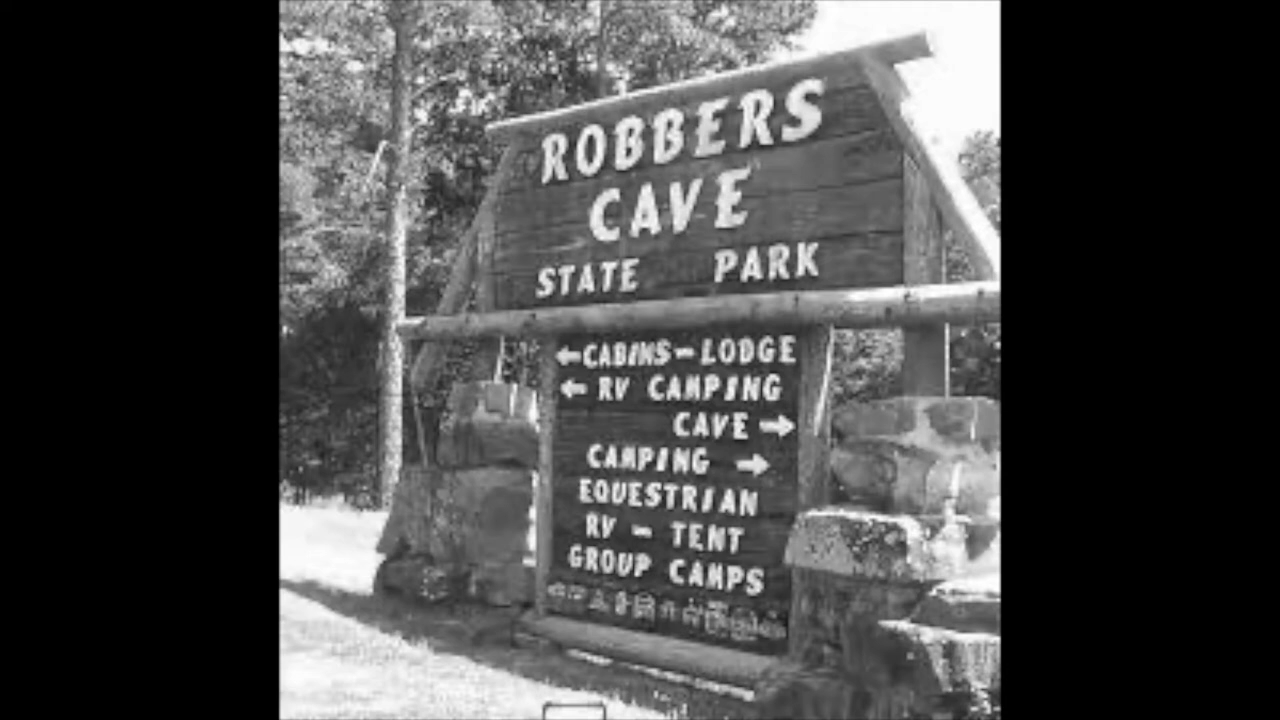 ROBBERS
CAVE
STATE PARK
←CABINS-LODGE
← RV CAMPING
CAVE →
CAMPING →
EQUESTRIAN
RV - TENT
GROUP CAMPS